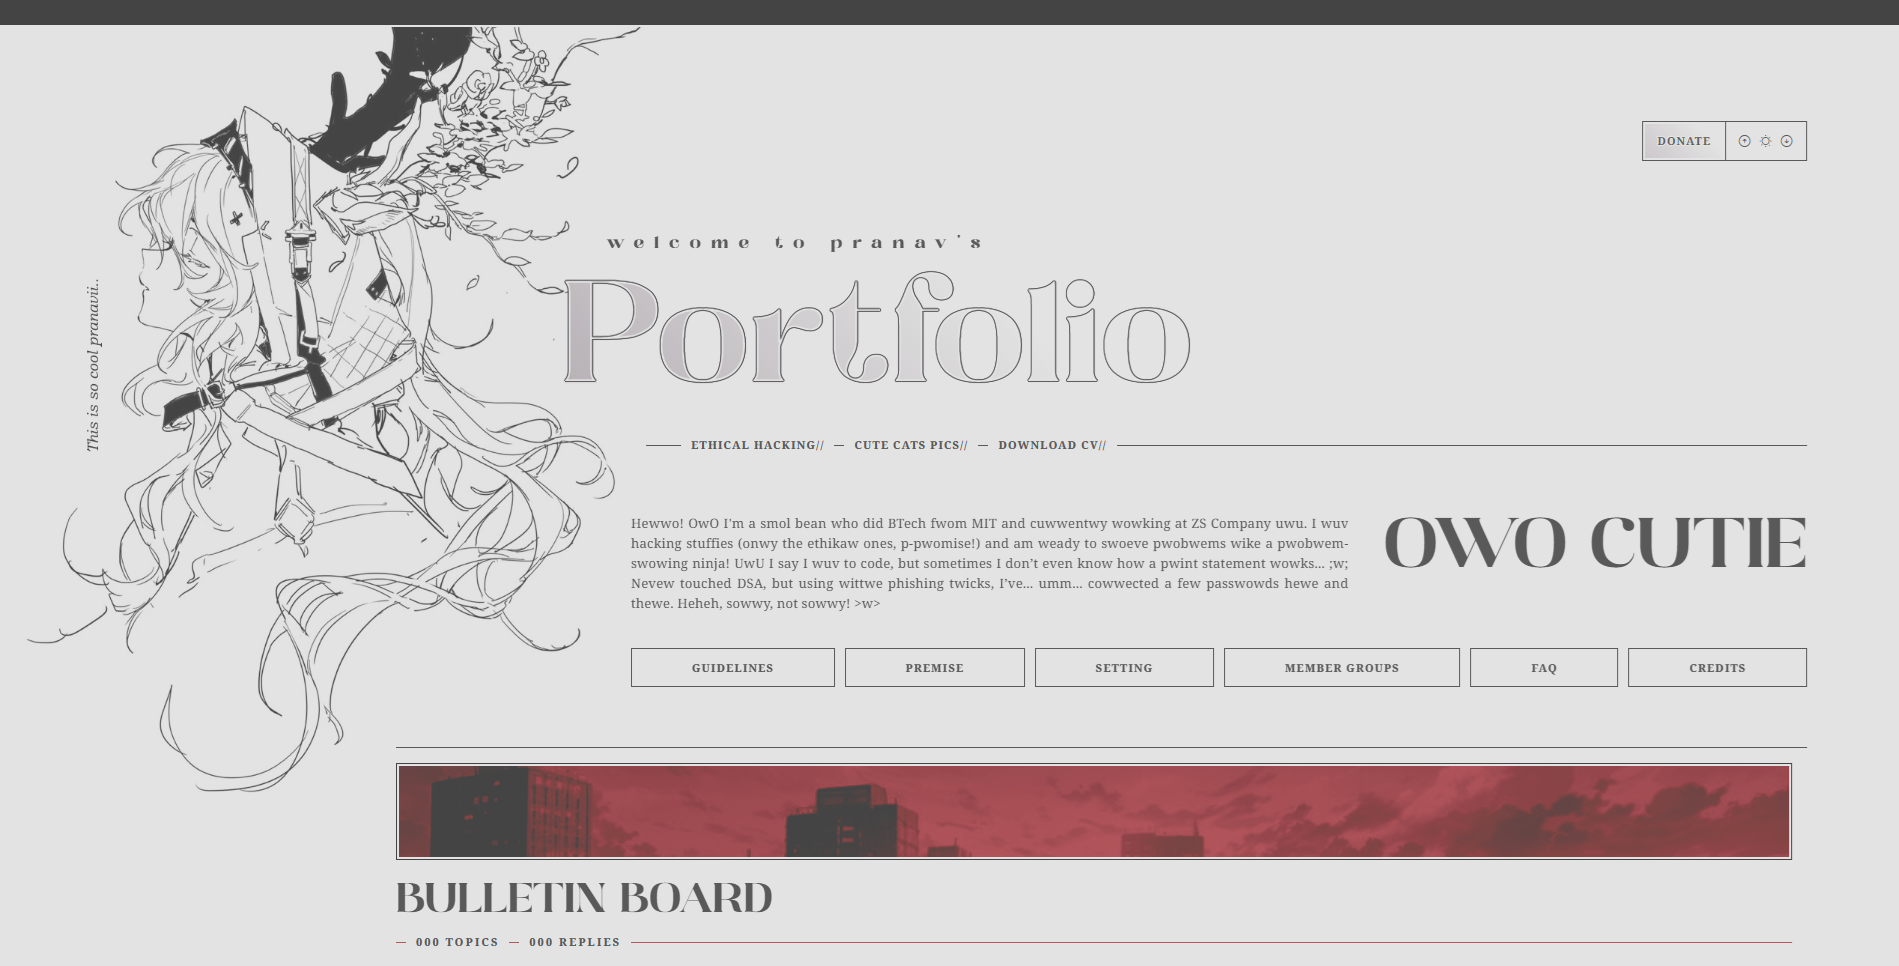 DONATE
welcome to pranav's
Portfolio
This is so cool pranavii..
ETHICAL HACKING// — CUTE CATS PICS// — DOWNLOAD CV//
Hewwo! OwO I'm a smol bean who did BTech fwom MIT and cuwwentwy wowking at ZS Company uwu. I wuv
hacking stuffies (onwy the ethikaw ones, p-pwomise!) and am weady to swoeve pwobwems wike a pwobwem-
swowing ninja! UwU I say I wuv to code, but sometimes I don't even know how a pwint statement wowks... ;w;
Nevew touched DSA, but using wittwe phishing twicks, I've... umm... cowwected a few passwowds hewe and
thewe. Heheh, sowwy, not sowwy! >w>
OWO CUTIE
GUIDELINES
PREMISE
SETTING
MEMBER GROUPS
FAQ
CREDITS
BULLETIN BOARD
— 000 TOPICS — 000 REPLIES